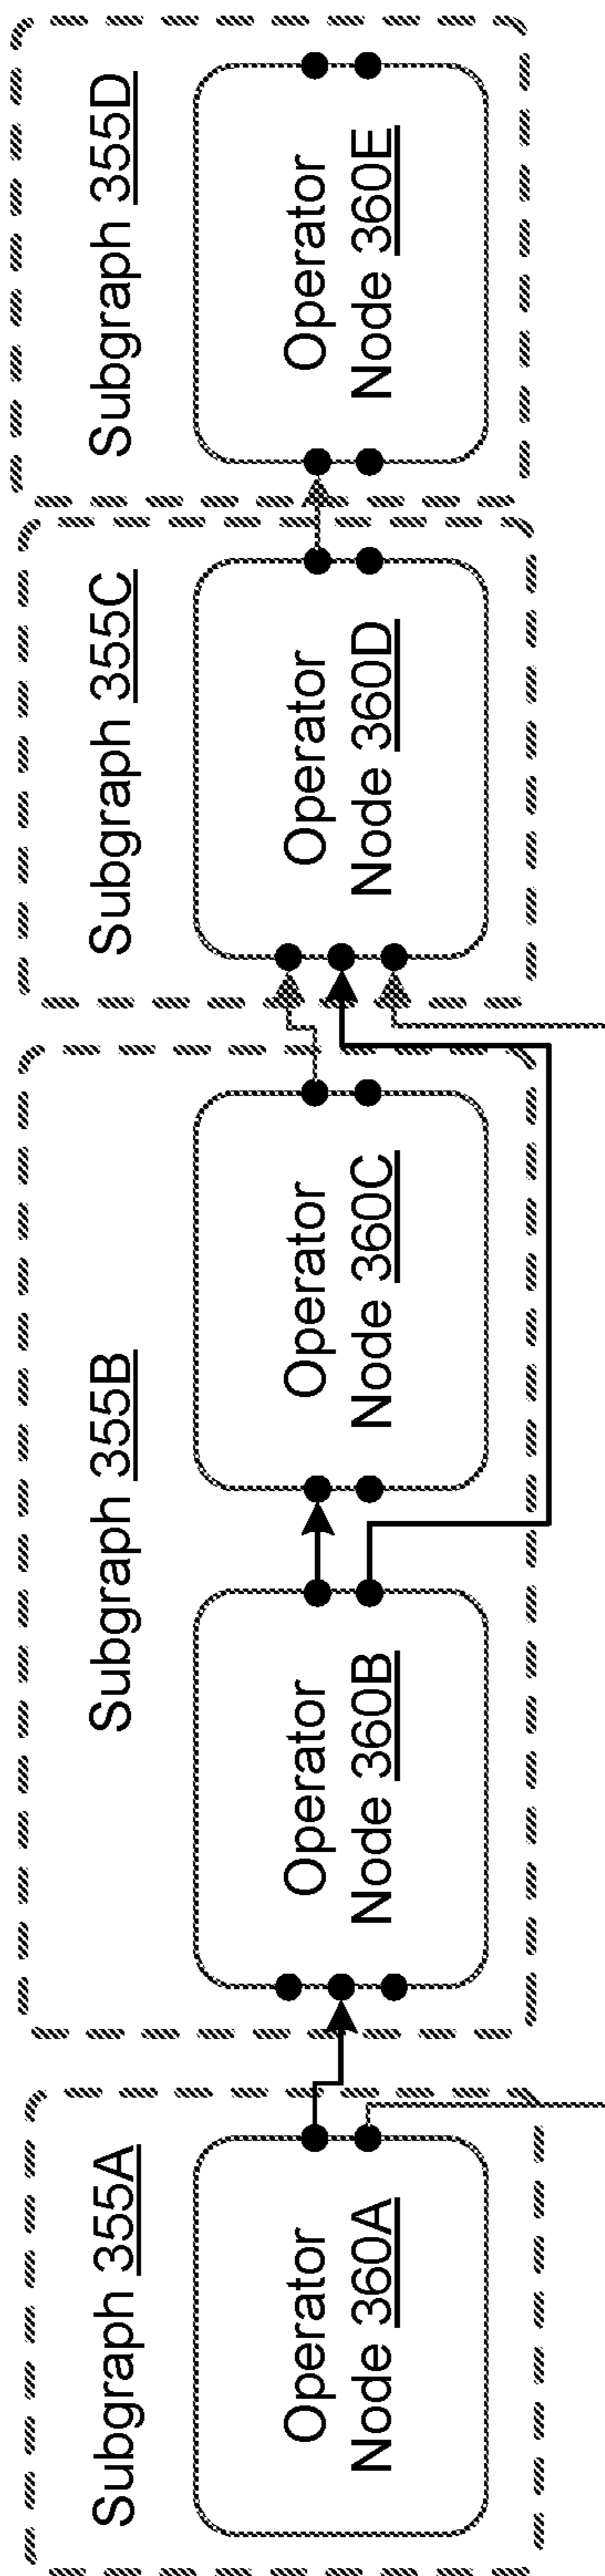 Subgraph 355A
Operator
Node 360A
Subgraph 355B
Operator
Node 360B
Operator
Node 360C
Subgraph 355C
Operator
Node 360D
Subgraph 355D
Operator
Node 360E